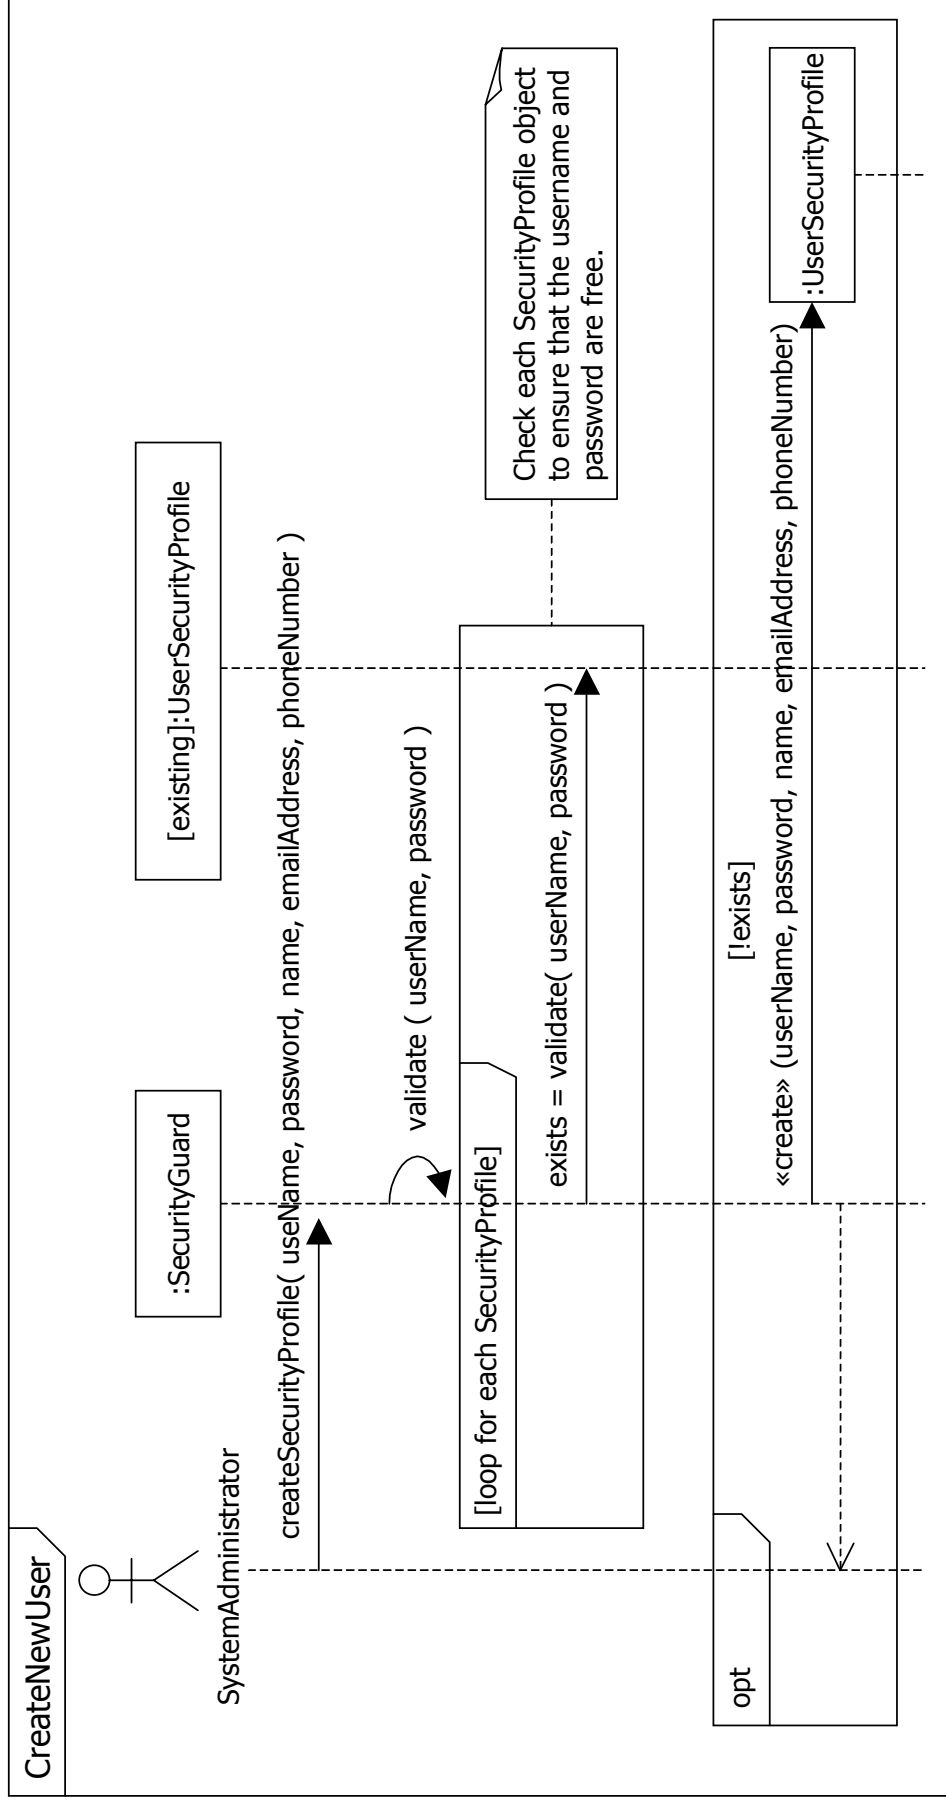 CreateNewUser
SystemAdministrator
:SecurityGuard
[existing]:UserSecurityProfile
createSecurityProfile( useName, password, name, emailAddress, phoneNumber )
validate ( userName, password )
[loop for each SecurityProfile]
exists = validate( userName, password )
Check each SecurityProfile object
to ensure that the username and
password are free.
opt
[!exists]
«create» (userName, password, name, emailAddress, phoneNumber)
:UserSecurityProfile